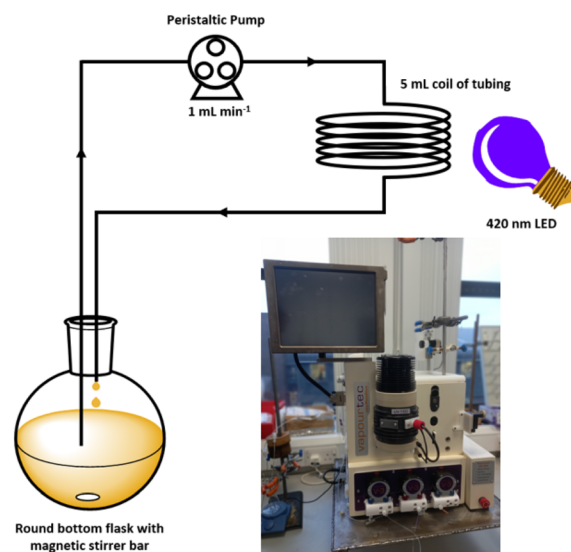 Peristaltic Pump
1 mL min⁻¹
5 mL coil of tubing
420 nm LED
vapourtec
Round bottom flask with
magnetic stirrer bar